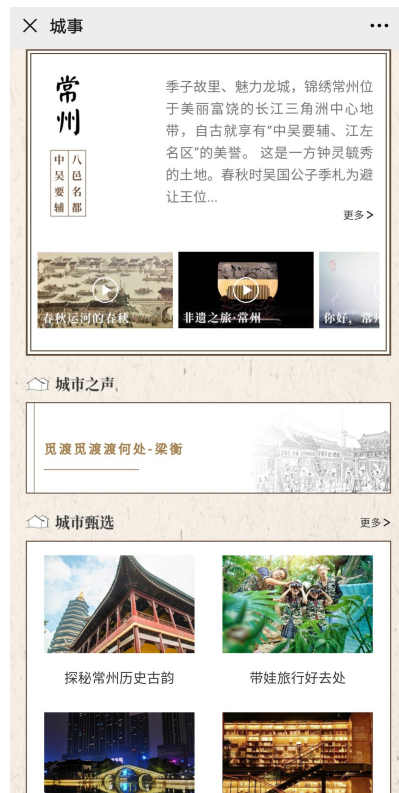 城事
常州
八邑名都
中吴要辅
季子故里、魅力龙城，锦绣常州位
于美丽富饶的长江三角洲中心地
带，自古就享有“中吴要辅、江左
名区”的美誉。 这是一方钟灵毓秀
的土地。春秋时吴国公子季札为避
让王位...
更多>
春秋运河的春秋
非遗之旅·常州
你好，常州
城市之声
觅渡觅渡渡何处-梁衡
城市甄选
更多>
探秘常州历史古韵
带娃旅行好去处